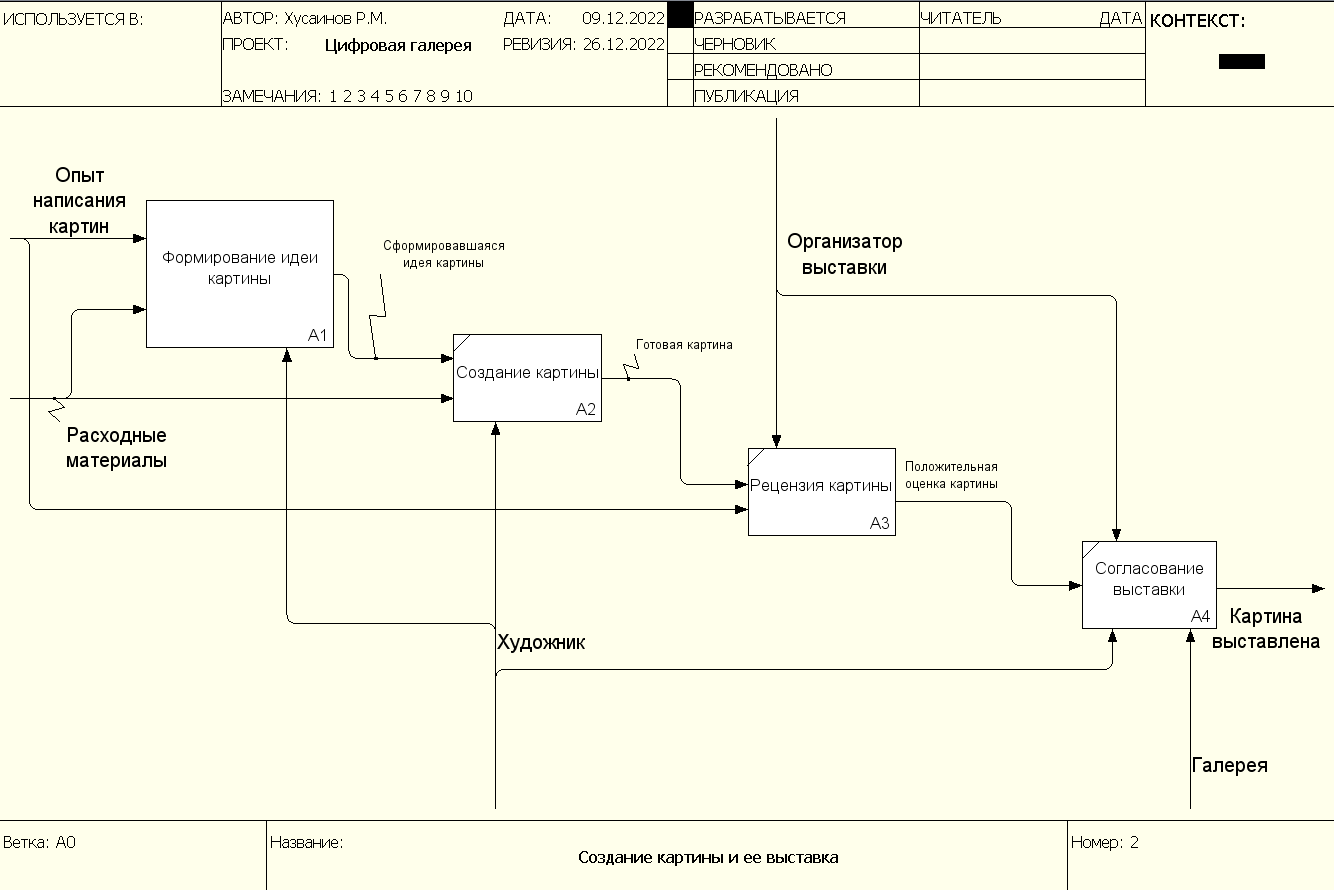 ИСПОЛЬЗУЕТСЯ В:
АВТОР: Хусаинов Р.М.
ДАТА: 09.12.2022
РАЗРАБАТЫВАЕТСЯ
ЧИТАТЕЛЬ
ДАТА
КОНТЕКСТ:
ПРОЕКТ: Цифровая галерея
РЕВИЗИЯ: 26.12.2022
ЧЕРНОВИК
РЕКОМЕНДОВАНО
ЗАМЕЧАНИЯ: 1 2 3 4 5 6 7 8 9 10
ПУБЛИКАЦИЯ
Опыт
написания
картин
Формирование идеи
картины
A1
Сформировавшаяся
идея картины
Организатор
выставки
Создание картины
A2
Готовая картина
Расходные
материалы
Рецензия картины
A3
Положительная
оценка картины
Согласование
выставки
A4
Картина
выставлена
Художник
Галерея
Ветка: A0
Название:
Создание картины и ее выставка
Номер: 2